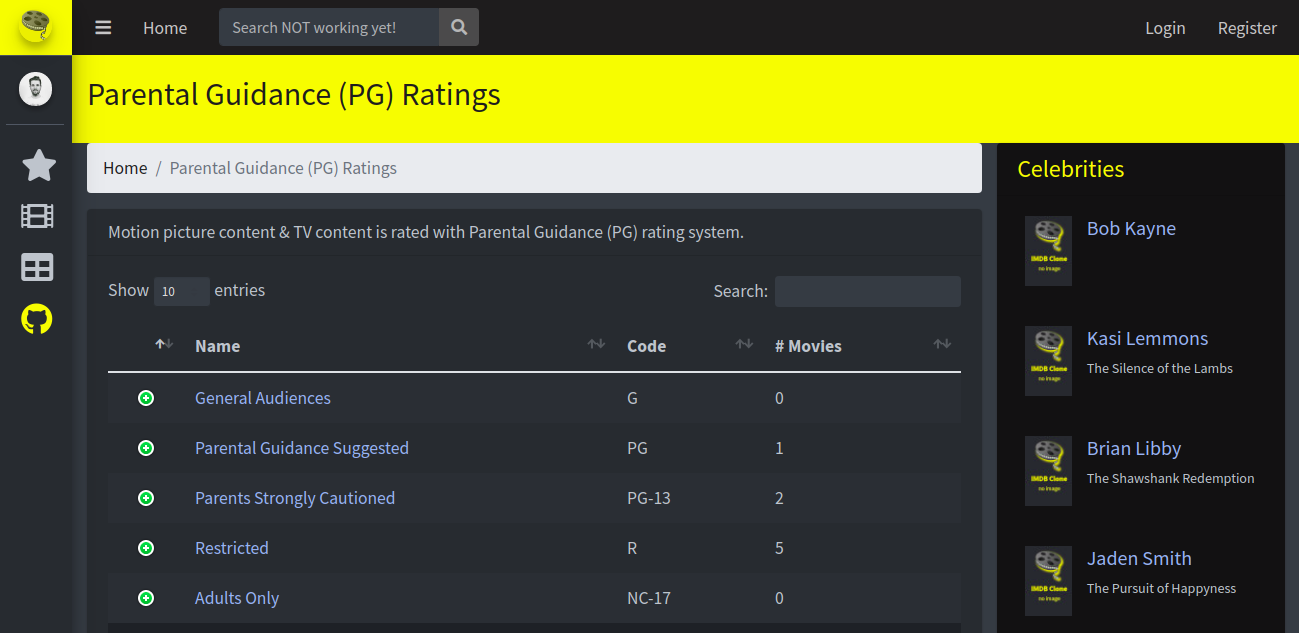 Home
Search NOT working yet!
Login
Register
Parental Guidance (PG) Ratings
Home / Parental Guidance (PG) Ratings
Motion picture content & TV content is rated with Parental Guidance (PG) rating system.
Show 10 entries
Search:
Name Code # Movies
General Audiences G 0
Parental Guidance Suggested PG 1
Parents Strongly Cautioned PG-13 2
Restricted R 5
Adults Only NC-17 0
Celebrities
IMDB Clone
no image
Bob Kayne
IMDB Clone
no image
Kasi Lemmons
The Silence of the Lambs
IMDB Clone
no image
Brian Libby
The Shawshank Redemption
IMDB Clone
no image
Jaden Smith
The Pursuit of Happyness